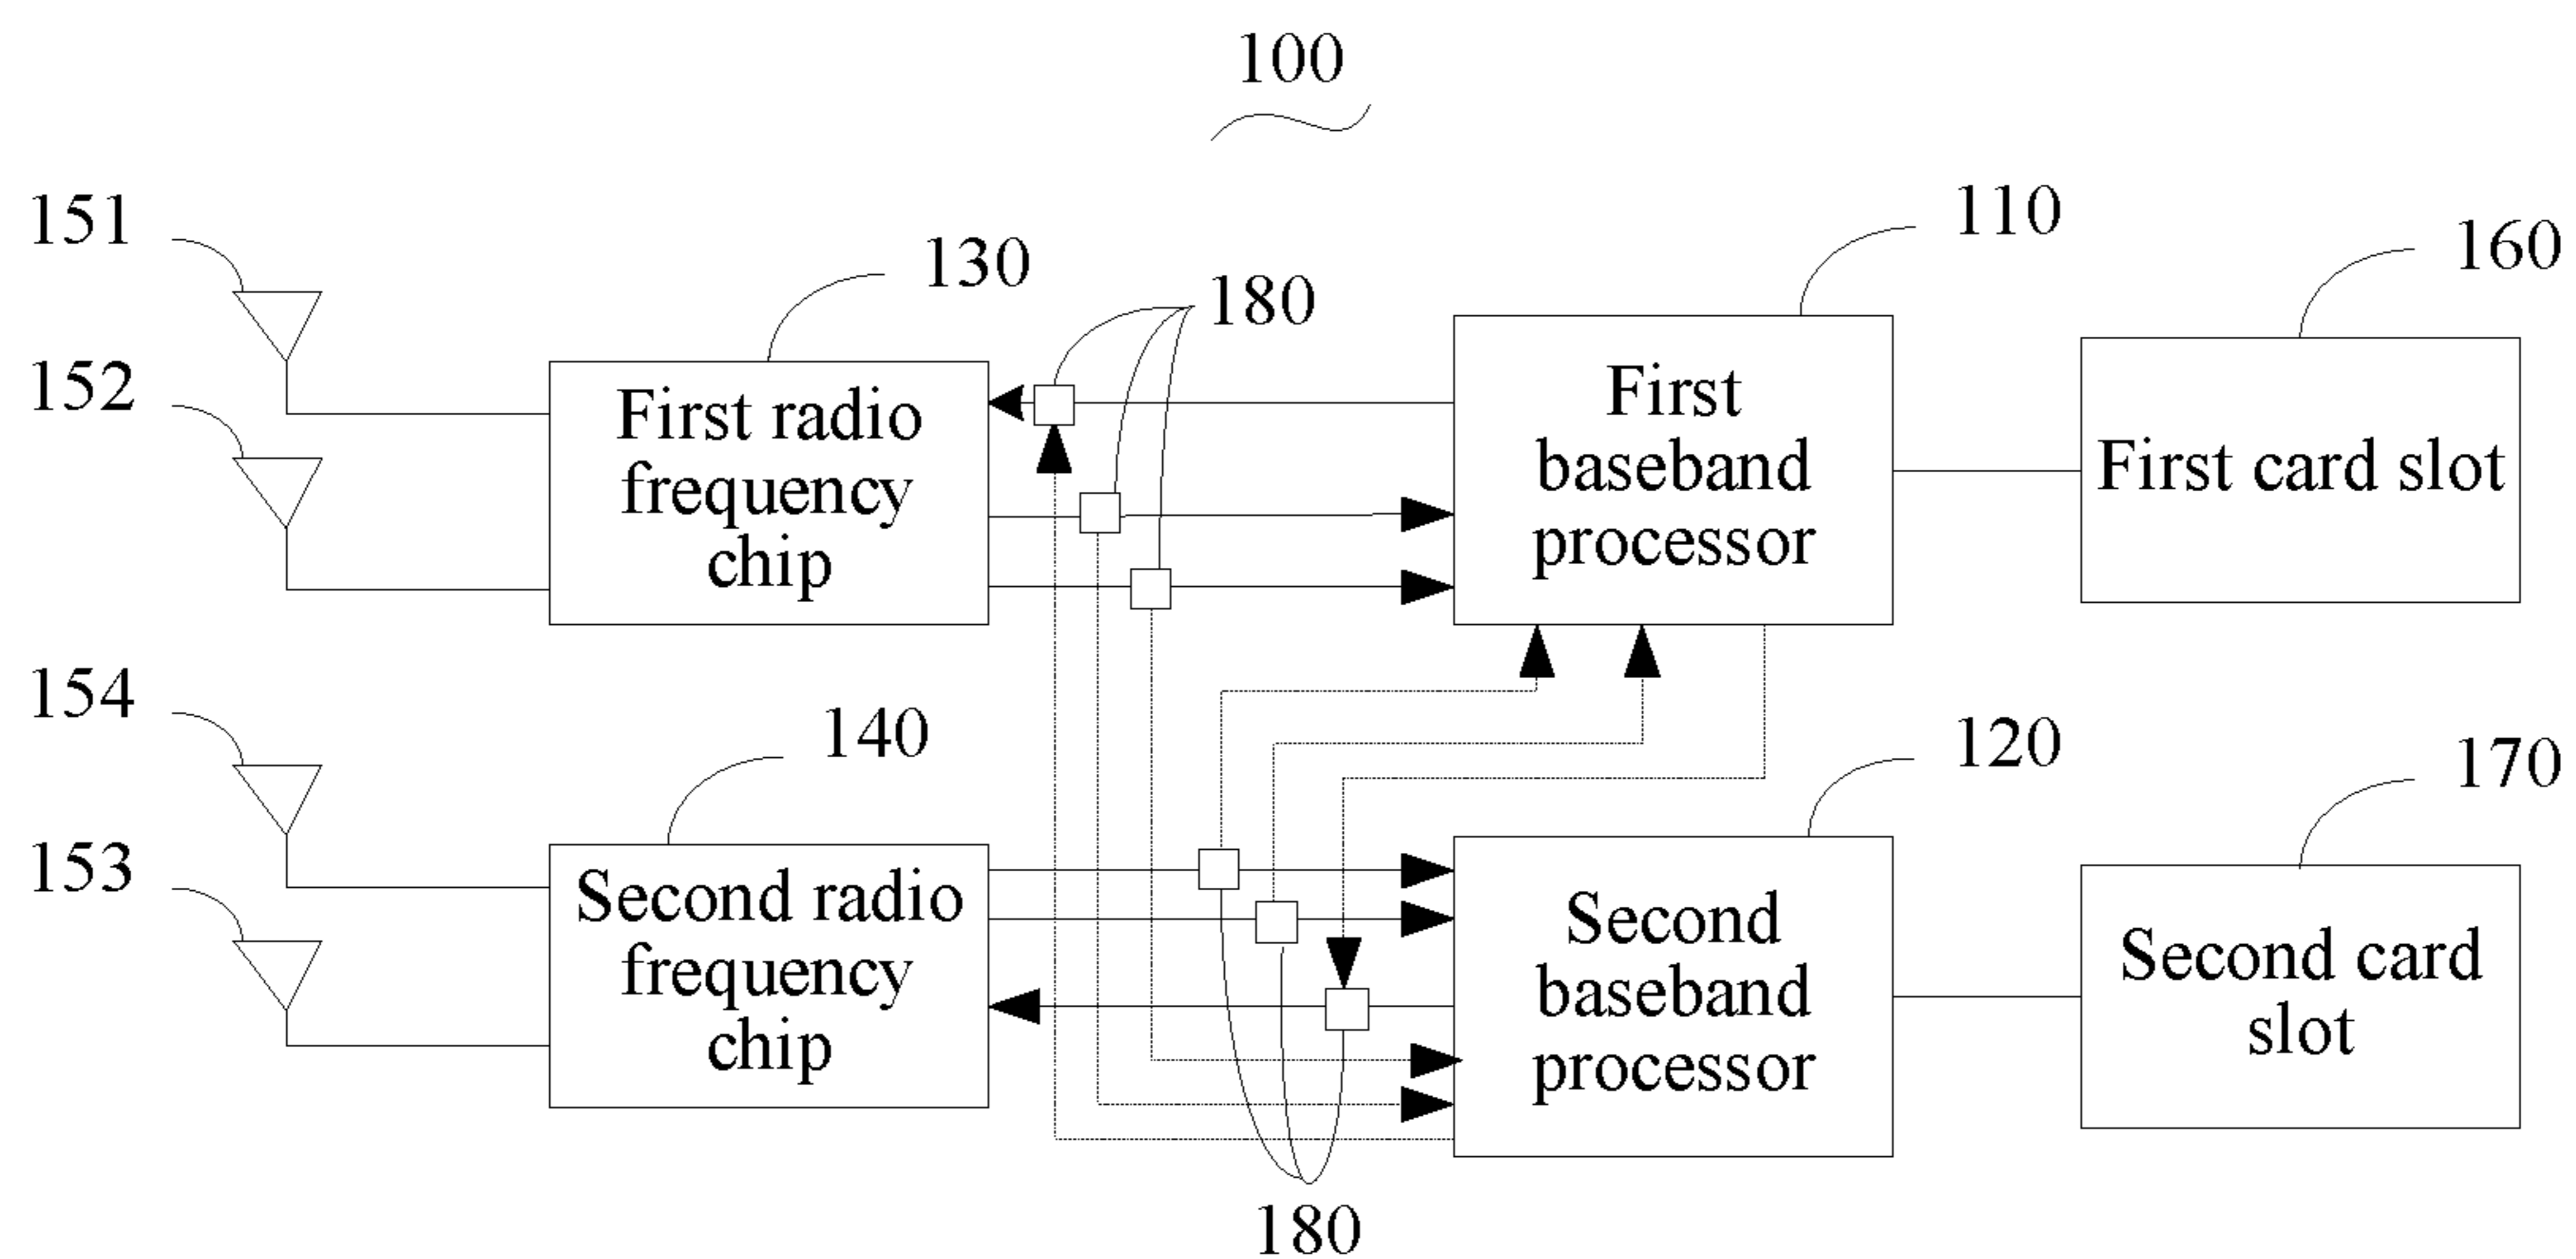 100
151
130
180
110
160
152
First radio
frequency
chip
First
baseband
processor
First card slot
154
140
120
170
153
Second radio
frequency
chip
Second
baseband
processor
Second card
slot
180